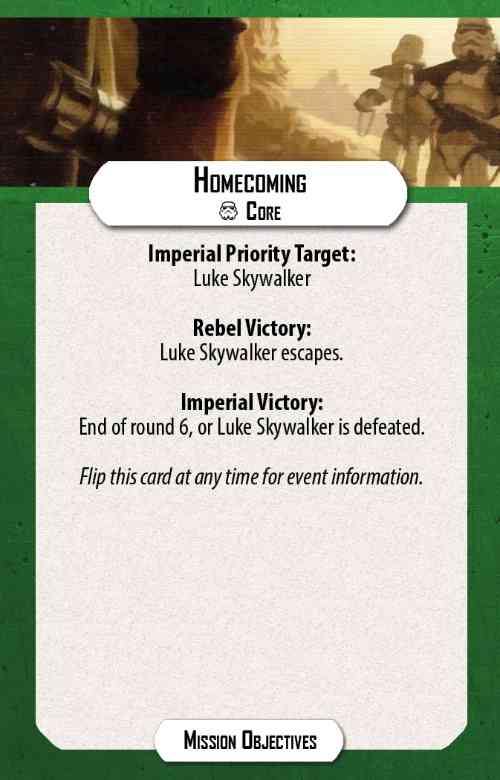 Homecoming
Core
Imperial Priority Target:
Luke Skywalker
Rebel Victory:
Luke Skywalker escapes.
Imperial Victory:
End of round 6, or Luke Skywalker is defeated.
Flip this card at any time for event information.
Mission Objectives